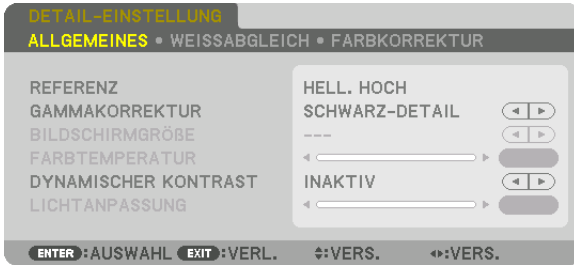 DETAIL-EINSTELLUNG
ALLGEMEINES • WEISSABGLEICH • FARBKORREKTUR
REFERENZ HELL. HOCH
GAMMAKORREKTUR SCHWARZ-DETAIL
BILDSCHIRMGRÖßE ---
FARBTEMPERATUR
DYNAMISCHER KONTRAST INAKTIV
LICHTANPASSUNG
ENTER :AUSWAHL EXIT :VERL. :VERS. :VERS.